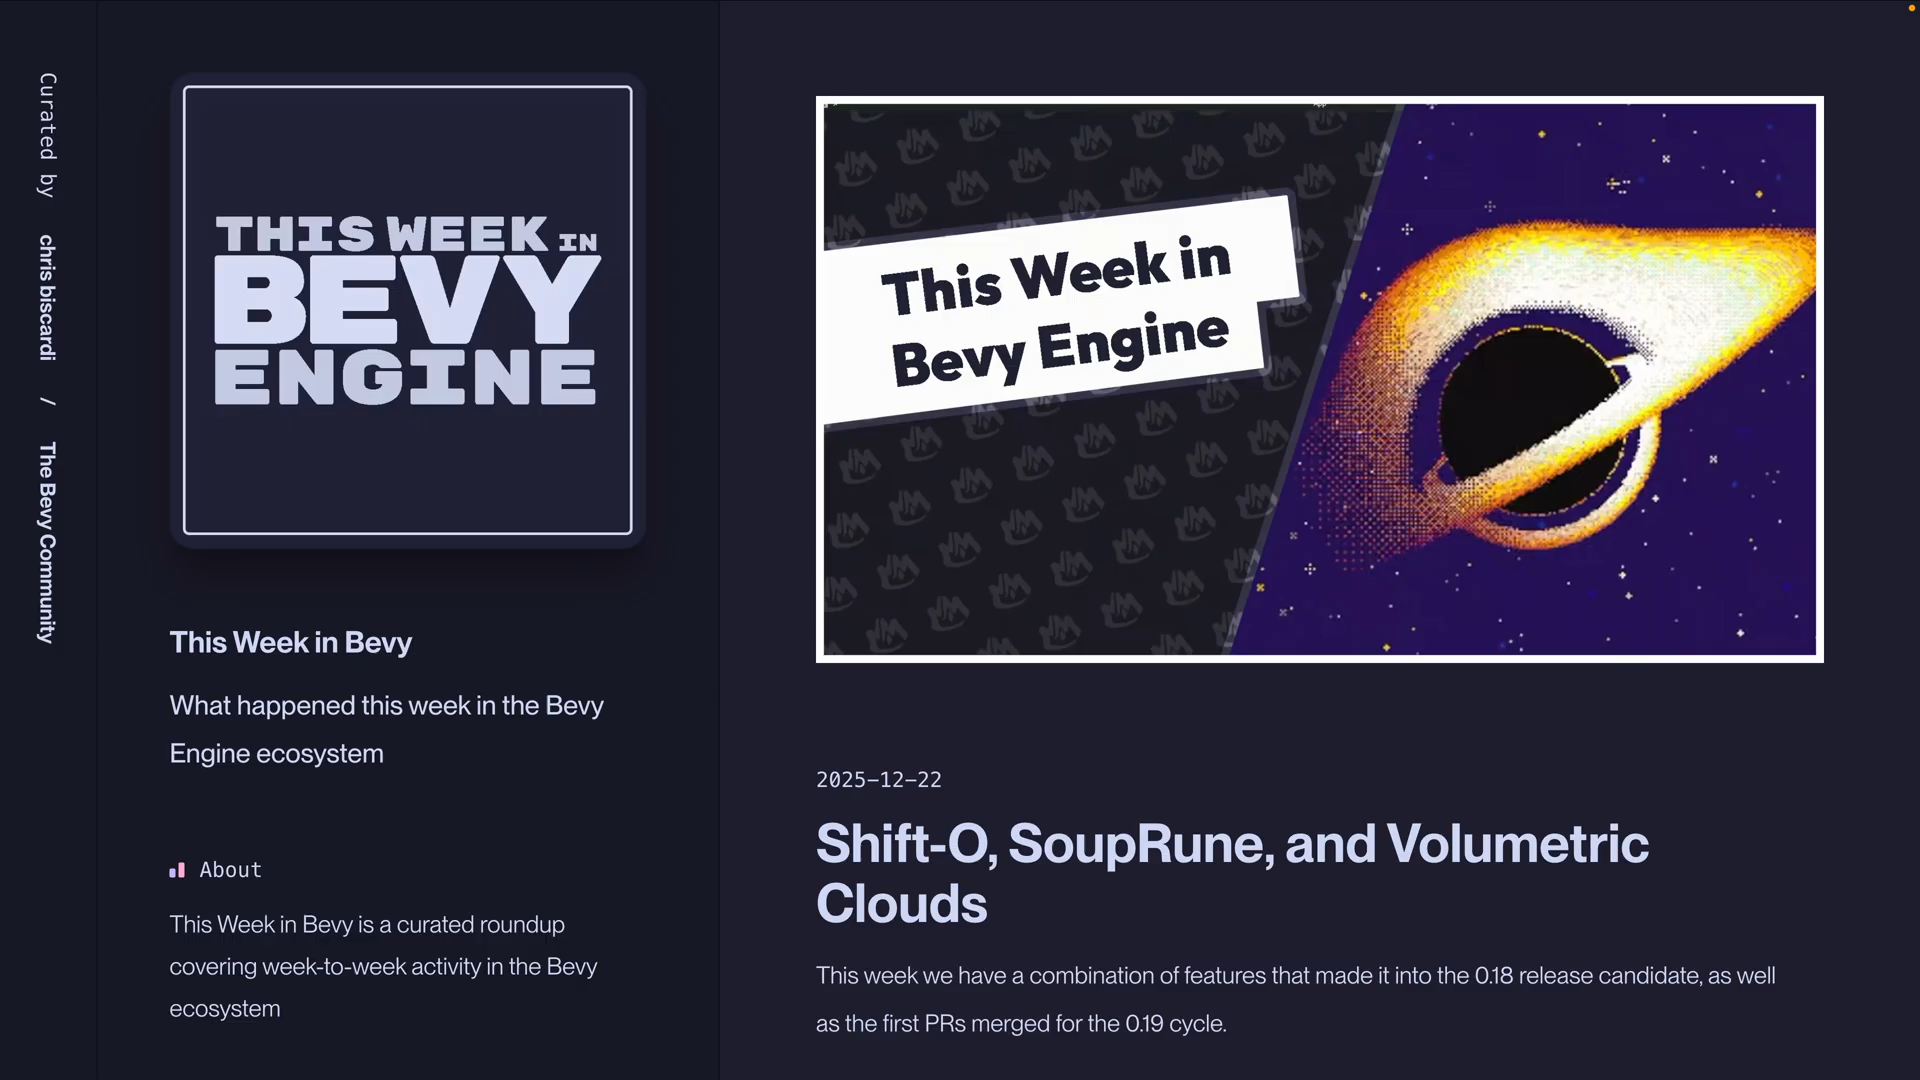 Curated by chris biscardi / The Bevy Community
THIS WEEK IN
BEVY
ENGINE
This Week in Bevy
What happened this week in the Bevy
Engine ecosystem
About
This Week in Bevy is a curated roundup
covering week-to-week activity in the Bevy
ecosystem
This Week in
Bevy Engine
2025-12-22
Shift-O, SoupRune, and Volumetric
Clouds
This week we have a combination of features that made it into the 0.18 release candidate, as well
as the first PRs merged for the 0.19 cycle.